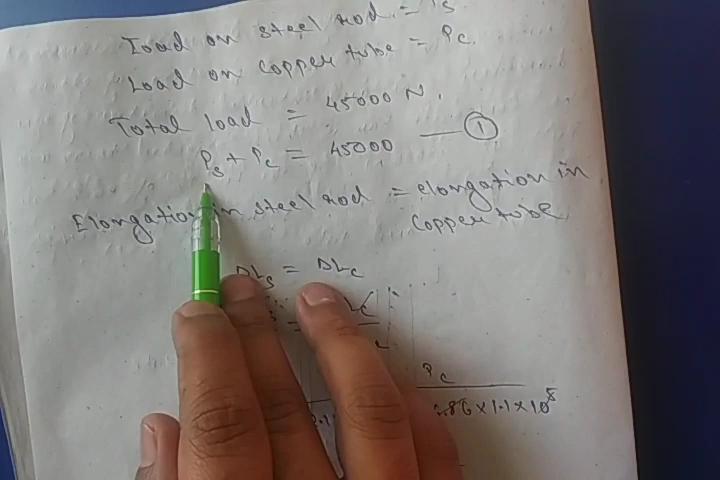 Load on steel rod = Ps
Load on copper tube = Pc.
Total load = 45000 N.
Ps + Pc = 45000 — ①
Elongation in steel rod = elongation in
copper tube
ΔLs = ΔLc
=
Pc